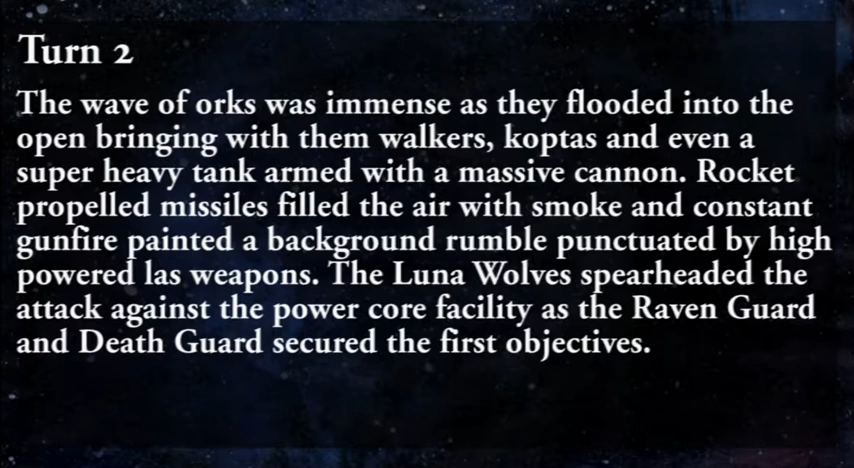 Turn 2
The wave of orks was immense as they flooded into the
open bringing with them walkers, koptas and even a
super heavy tank armed with a massive cannon. Rocket
propelled missiles filled the air with smoke and constant
gunfire painted a background rumble punctuated by high
powered las weapons. The Luna Wolves spearheaded the
attack against the power core facility as the Raven Guard
and Death Guard secured the first objectives.